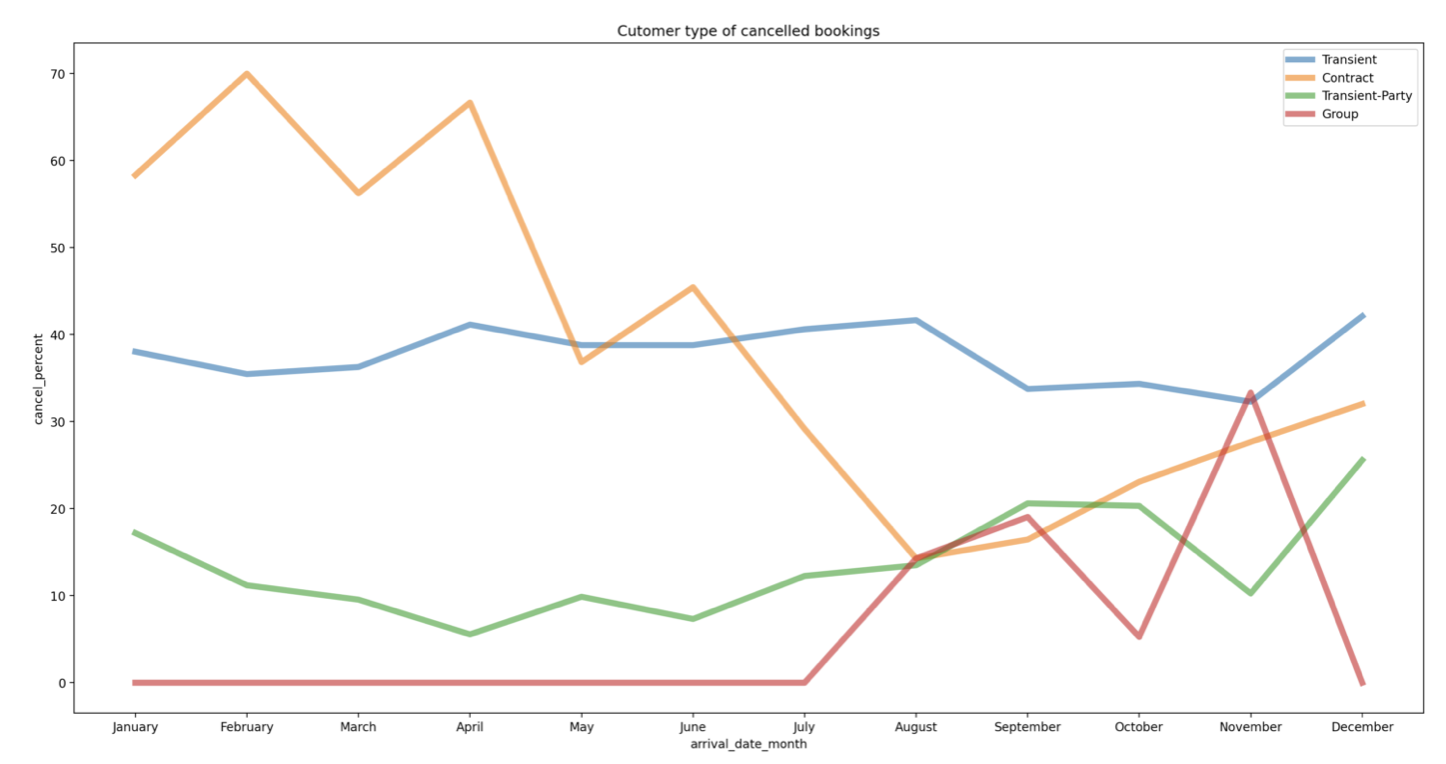 Cutomer type of cancelled bookings
Transient
Contract
Transient-Party
Group
cancel_percent
70
60
50
40
30
20
10
0
January February March April May June July August September October November December
arrival_date_month